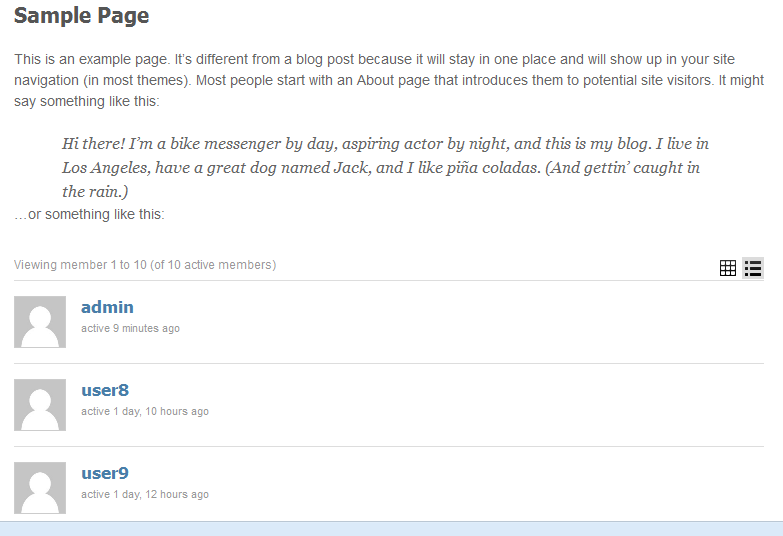 Sample Page
This is an example page. It’s different from a blog post because it will stay in one place and will show up in your site
navigation (in most themes). Most people start with an About page that introduces them to potential site visitors. It might
say something like this:
Hi there! I’m a bike messenger by day, aspiring actor by night, and this is my blog. I live in
Los Angeles, have a great dog named Jack, and I like piña coladas. (And gettin’ caught in
the rain.)
…or something like this:
Viewing member 1 to 10 (of 10 active members)
admin
active 9 minutes ago
user8
active 1 day, 10 hours ago
user9
active 1 day, 12 hours ago